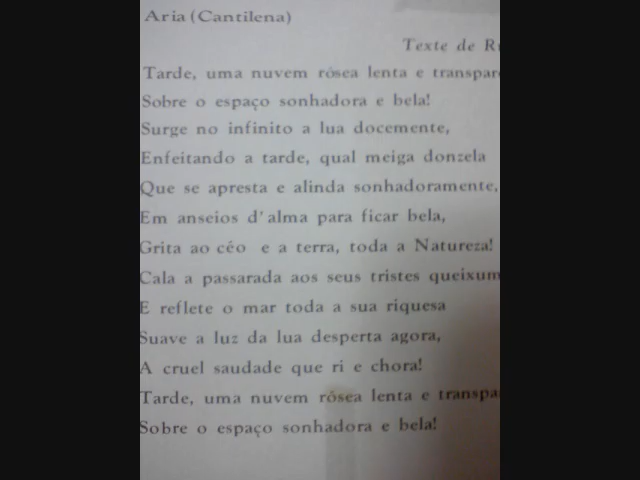 Aria (Cantilena)
Texte de
Tarde, uma nuvem rósea lenta e
Sobre o espaço sonhadora e bela!
Surge no infinito a lua docemente,
Enfeitando a tarde, qual meiga donzela
Que se apresta e alinda sonhadoramente,
Em anseios d'alma para ficar bela,
Grita ao céo e a terra, toda a Natureza!
Cala a passarada aos seus tristes
E reflete o mar toda a sua riquesa
Suave a luz da lua desperta agora,
A cruel saudade que ri e chora!
Tarde, uma nuvem rósea lenta e
Sobre o espaço sonhadora e bela!